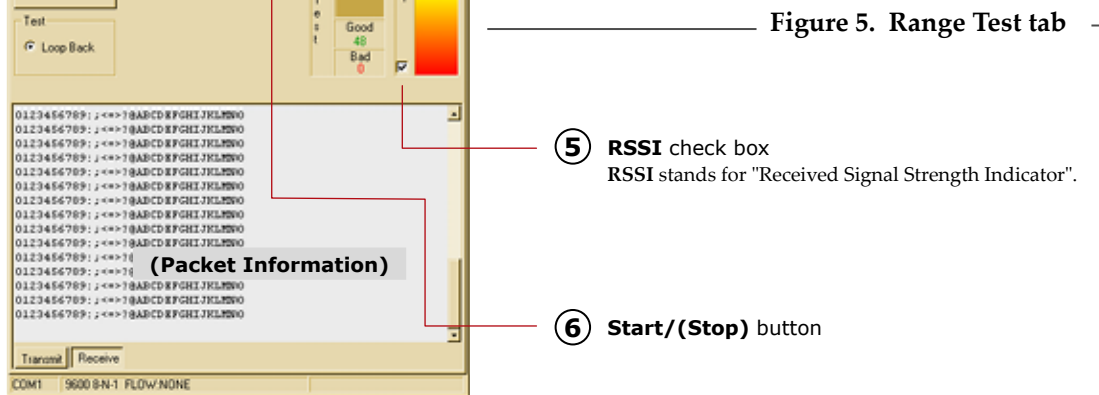 Test
Loop Back
e
s
t
Good
48
Bad
0
Figure 5. Range Test tab
0123456789:;<=>?@ABCDEFGHIJKLMNO
0123456789:;<=>?@ABCDEFGHIJKLMNO
0123456789:;<=>?@ABCDEFGHIJKLMNO
0123456789:;<=>?@ABCDEFGHIJKLMNO
0123456789:;<=>?@ABCDEFGHIJKLMNO
0123456789:;<=>?@ABCDEFGHIJKLMNO
0123456789:;<=>?@ABCDEFGHIJKLMNO
0123456789:;<=>?@ABCDEFGHIJKLMNO
0123456789:;<=>?@ABCDEFGHIJKLMNO
0123456789:;<=>?@ABCDEFGHIJKLMNO
0123456789:;<=>?@
0123456789:;<=>?@
0123456789:;<=>?@ABCDEFGHIJKLMNO
0123456789:;<=>?@ABCDEFGHIJKLMNO
0123456789:;<=>?@ABCDEFGHIJKLMNO
(Packet Information)
5 RSSI check box
RSSI stands for "Received Signal Strength Indicator".
6 Start/(Stop) button
Transmit Receive
COM1 9600 8-N-1 FLOW:NONE